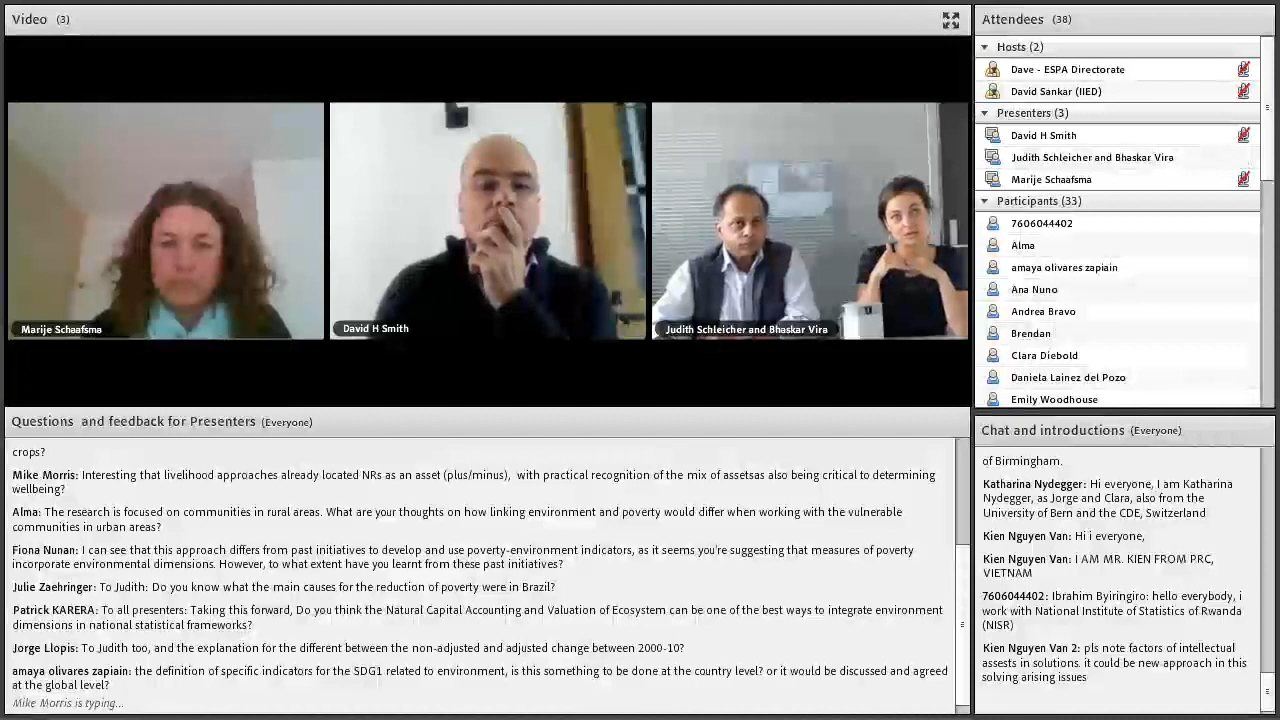 Video (3)
Marije Schaafsma
David H Smith
Judith Schleicher and Bhaskar Vira
Attendees (38)
Hosts (2)
Dave - ESPA Directorate
David Sankar (IIED)
Presenters (3)
David H Smith
Judith Schleicher and Bhaskar Vira
Marije Schaafsma
Participants (33)
7606044402
Alma
amaya olivares zapiain
Ana Nuno
Andrea Bravo
Brendan
Clara Diebold
Daniela Lainez del Pozo
Emily Woodhouse
Questions and feedback for Presenters (Everyone)
crops?
Mike Morris: Interesting that livelihood approaches already located NRs as an asset (plus/minus), with practical recognition of the mix of assetsas also being critical to determining
wellbeing?
Alma: The research is focused on communities in rural areas. What are your thoughts on how linking environment and poverty would differ when working with the vulnerable
communities in urban areas?
Fiona Nunan: I can see that this approach differs from past initiatives to develop and use poverty-environment indicators, as it seems you're suggesting that measures of poverty
incorporate environmental dimensions. However, to what extent have you learnt from these past initiatives?
Julie Zaehringer: To Judith: Do you know what the main causes for the reduction of poverty were in Brazil?
Patrick KARERA: To all presenters: Taking this forward, Do you think the Natural Capital Accounting and Valuation of Ecosystem can be one of the best ways to integrate environment
dimensions in national statistical frameworks?
Jorge Llopis: To Judith too, and the explanation for the different between the non-adjusted and adjusted change between 2000-10?
amaya olivares zapiain: the definition of specific indicators for the SDG1 related to environment, is this something to be done at the country level? or it would be discussed and agreed
at the global level?
Mike Morris is typing...
Chat and introductions (Everyone)
of Birmingham.
Katharina Nydegger: Hi everyone, I am Katharina
Nydegger, as Jorge and Clara, also from the
University of Bern and the CDE, Switzerland
Kien Nguyen Van: Hi i everyone,
Kien Nguyen Van: I AM MR. KIEN FROM PRC,
VIETNAM
7606044402: Ibrahim Byiringiro: hello everybody, i
work with National Institute of Statistics of Rwanda
(NISR)
Kien Nguyen Van 2: pls note factors of intellectual
assests in solutions. it could be new approach in this
solving arising issues